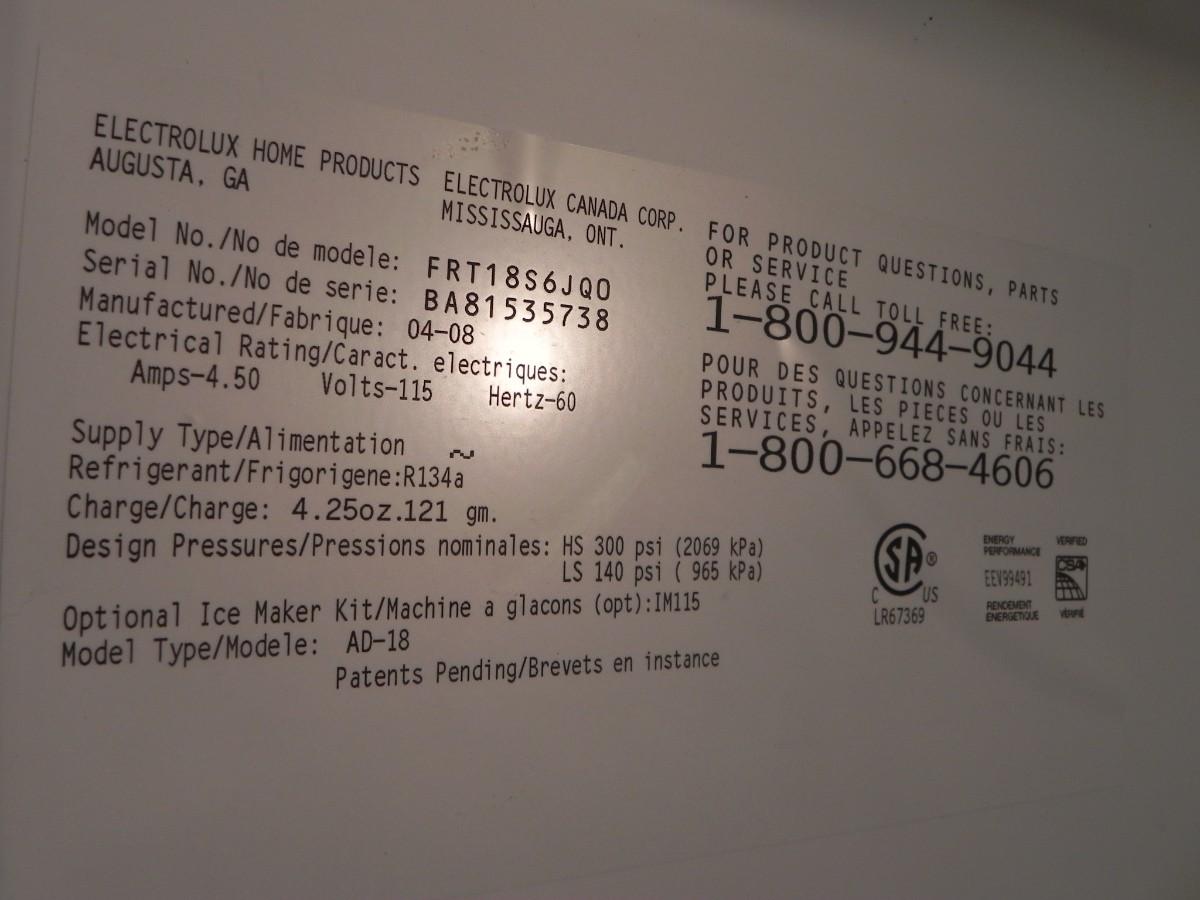 ELECTROLUX HOME PRODUCTS
AUGUSTA, GA
ELECTROLUX CANADA CORP.
MISSISSAUGA, ONT.
Model No./No de modele: FRT18S6JQ0
Serial No./No de serie: BA81535738
Manufactured/Fabrique: 04-08
Electrical Rating/Caract. electriques:
Amps-4.50 Volts-115 Hertz-60
Supply Type/Alimentation ~
Refrigerant/Frigorigene:R134a
Charge/Charge: 4.25oz.121 gm.
Design Pressures/Pressions nominales: HS 300 psi (2069 kPa)
LS 140 psi ( 965 kPa)
Optional Ice Maker Kit/Machine a glacons (opt):IM115
Model Type/Modele: AD-18
Patents Pending/Brevets en instance
FOR PRODUCT QUESTIONS, PARTS
OR SERVICE
PLEASE CALL TOLL FREE:
1-800-944-9044
POUR DES QUESTIONS CONCERNANT LES
PRODUITS, LES PIECES OU LES
SERVICES, APPELEZ SANS FRAIS:
1-800-668-4606
SA ®
C US
LR67369
ENERGY
PERFORMANCE
EEV99491
RENDEMENT
ENERGETIQUE
VERIFIED
CSA
VERIFIE